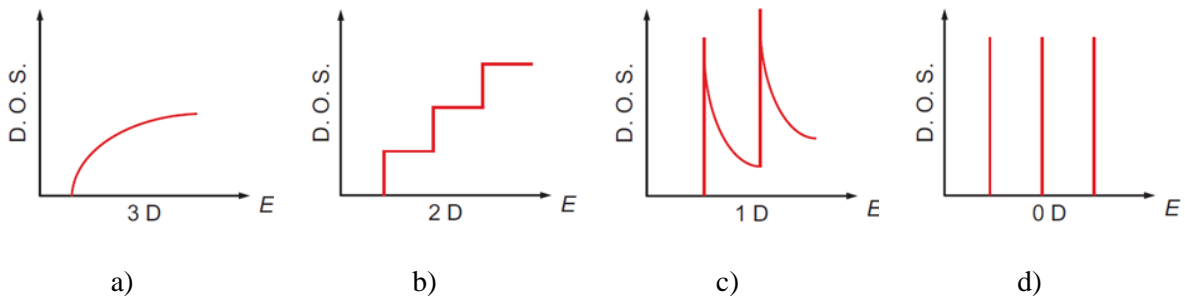 D. O. S.
3 D
E
D. O. S.
2 D
E
D. O. S.
1 D
E
D. O. S.
0 D
E
a)
b)
c)
d)